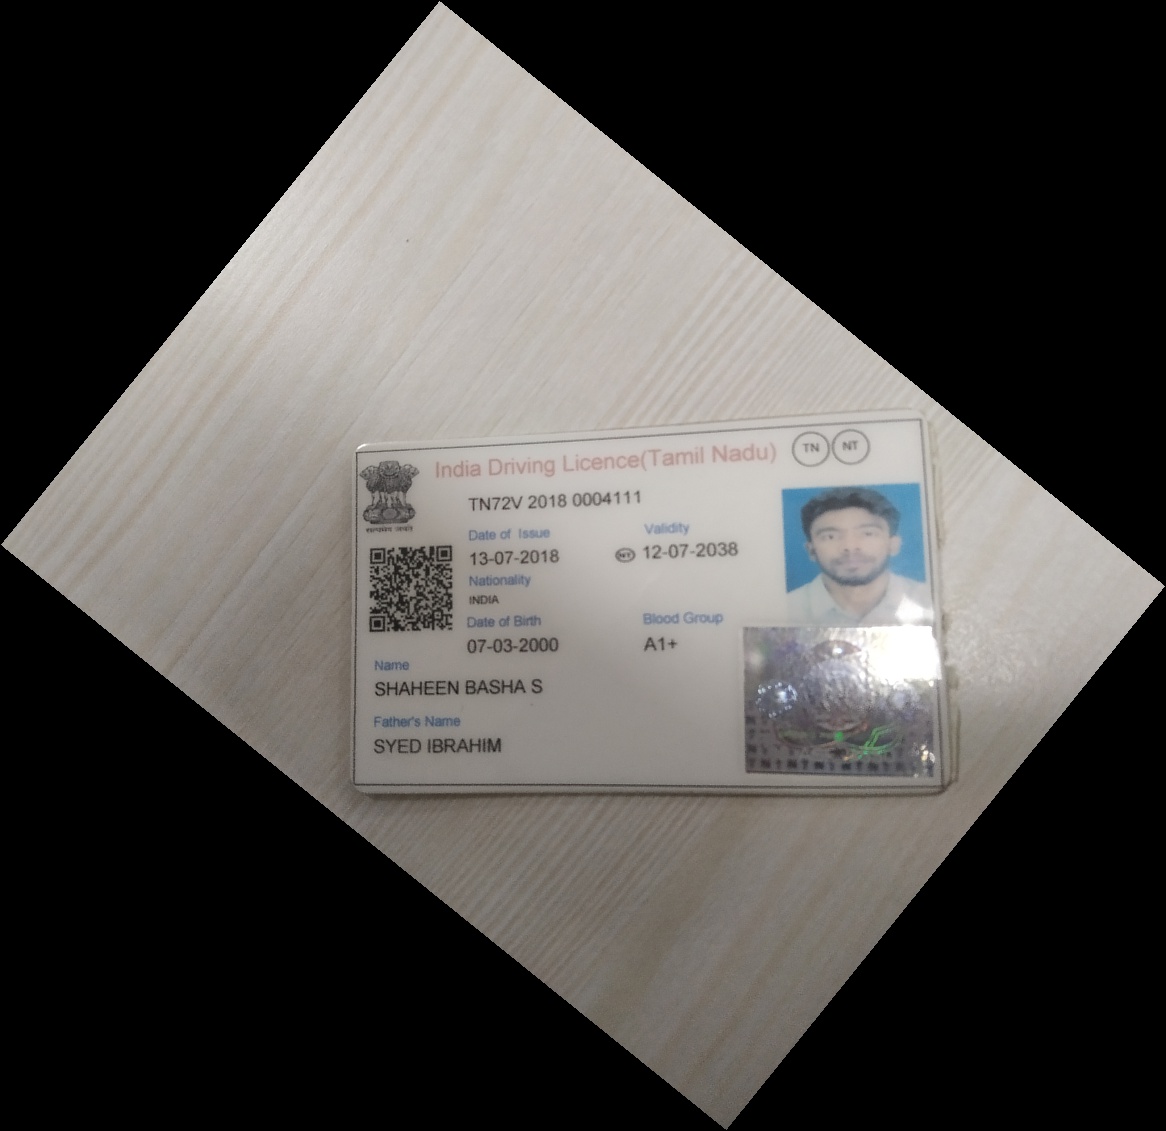 India Driving Licence(Tamil Nadu) TN NT
TN72V 2018 0004111
Date of Issue Validity
13-07-2018 NT 12-07-2038
Nationality
INDIA
Date of Birth Blood Group
07-03-2000 A1+
Name
SHAHEEN BASHA S
Father's Name
SYED IBRAHIM